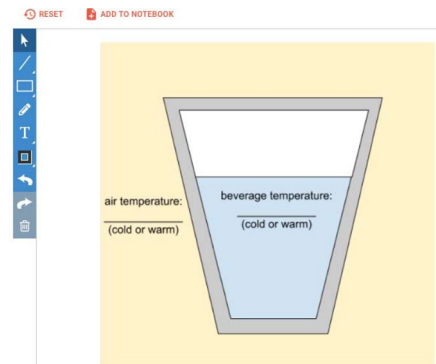 RESET
ADD TO NOTEBOOK
T
air temperature:
(cold or warm)
beverage temperature:
(cold or warm)